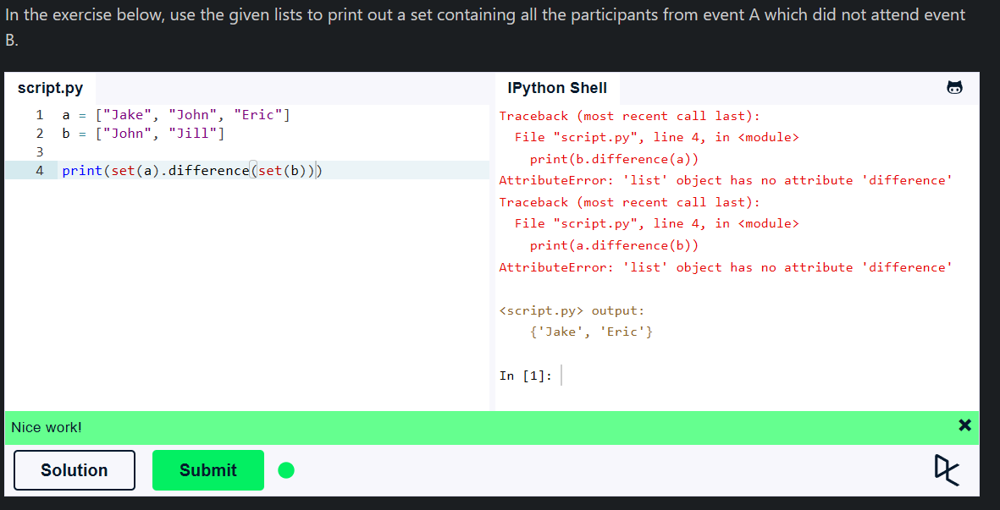 In the exercise below, use the given lists to print out a set containing all the participants from event A which did not attend event
B.
script.py
1 a = ["Jake", "John", "Eric"]
2 b = ["John", "Jill"]
3
4 print(set(a).difference(set(b)))
IPython Shell
Traceback (most recent call last):
  File "script.py", line 4, in <module>
    print(b.difference(a))
AttributeError: 'list' object has no attribute 'difference'
Traceback (most recent call last):
  File "script.py", line 4, in <module>
    print(a.difference(b))
AttributeError: 'list' object has no attribute 'difference'
<script.py> output:
    {'Jake', 'Eric'}
In [1]:
Nice work!
Solution
Submit